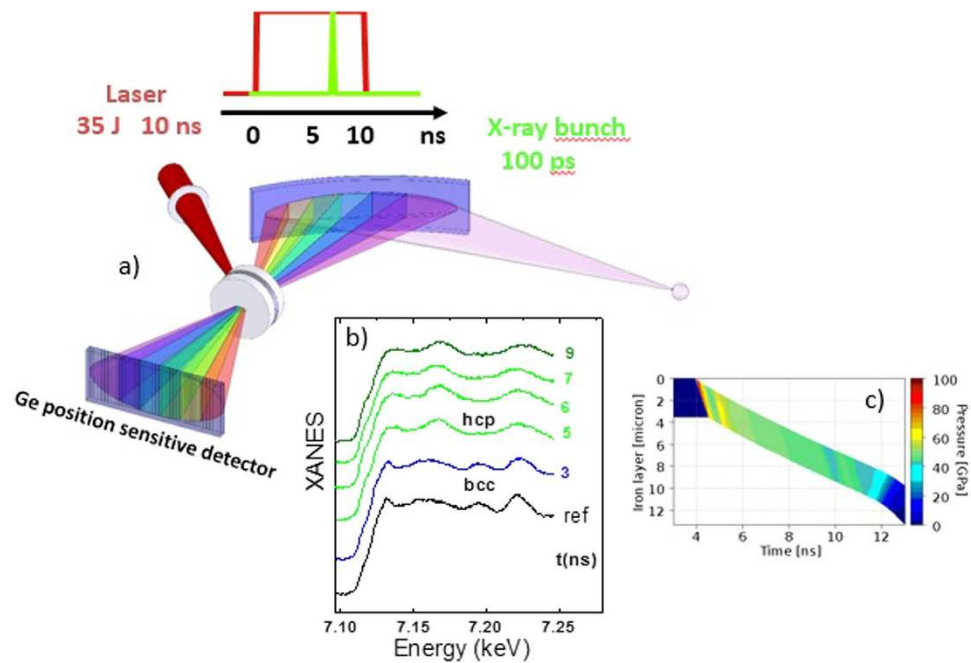 Laser
35 J 10 ns
0 5 10 ns
X-ray bunch
100 ps
a)
Ge position sensitive detector
b)
XANES
9
7
6
hcp
5
3
bcc
ref
t(ns)
7.10 7.15 7.20 7.25
Energy (keV)
c)
Iron layer [micron]
0
2
4
6
8
10
12
4 6 8 10 12
Time [ns]
100
80
60
40
20
0
Pressure [GPa]